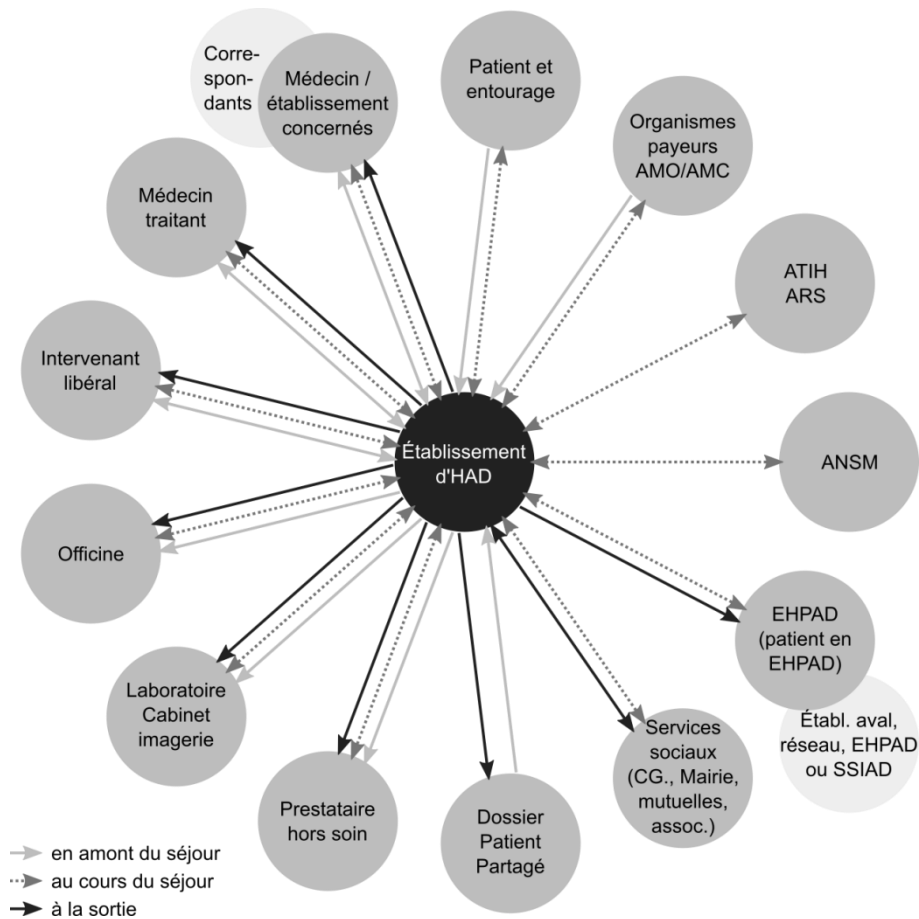 Corre-
spon-
dants
Médecin /
établissement
concernés
Patient et
entourage
Organismes
payeurs
AMO/AMC
Médecin
traitant
ATIH
ARS
Intervenant
libéral
Établissement
d'HAD
ANSM
Officine
EHPAD
(patient en
EHPAD)
Établ. aval,
réseau, EHPAD
ou SSIAD
Laboratoire
Cabinet
imagerie
Services
sociaux
(CG., Mairie,
mutuelles,
assoc.)
Prestataire
hors soin
Dossier
Patient
Partagé
en amont du séjour
au cours du séjour
à la sortie